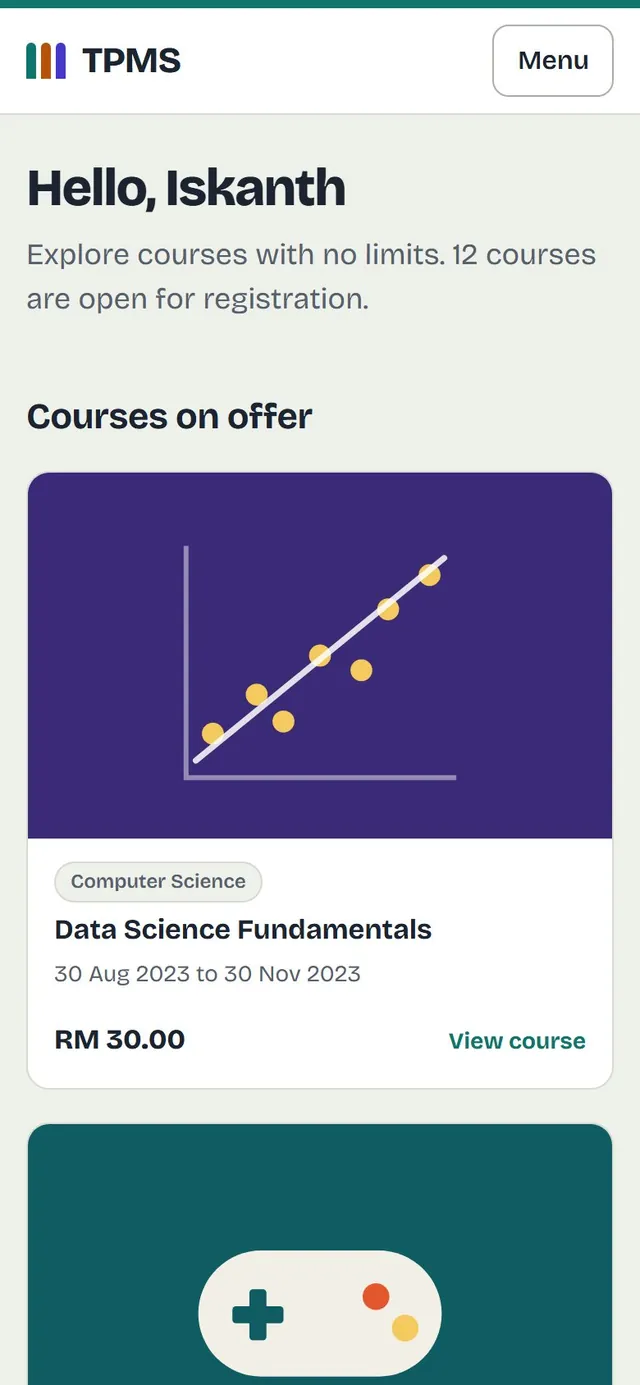 TPMS
Menu
Hello, Iskanth
Explore courses with no limits. 12 courses
are open for registration.
Courses on offer
Computer Science
Data Science Fundamentals
30 Aug 2023 to 30 Nov 2023
RM 30.00
View course